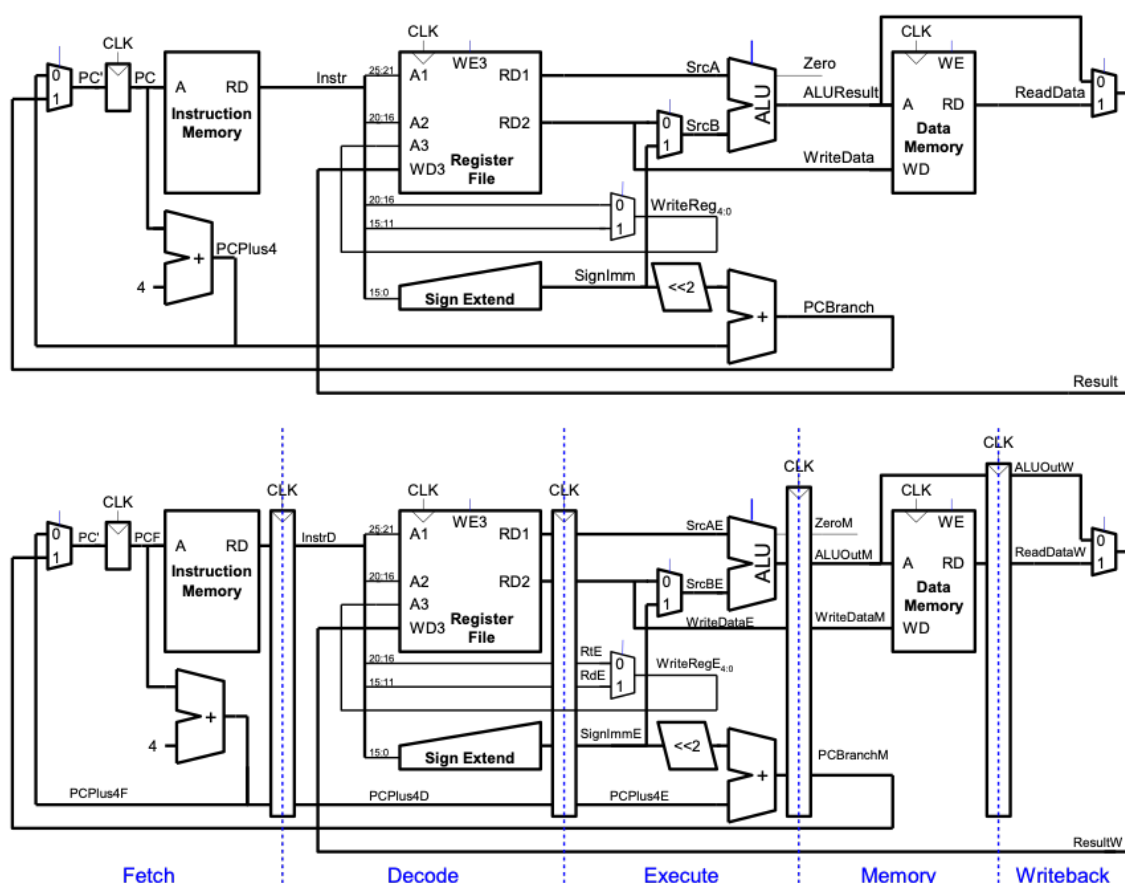 CLK CLK CLK
0 1 PC' PC A RD Instr 25:21 A1 WE3 RD1 SrcA Zero WE
Instruction Memory 20:16 A2 RD2 0 1 SrcB ALU ALUResult A RD ReadData 0 1
A3 Data Memory
WD3 Register File WriteData WD
20:16 0 WriteReg4:0
15:11 1
+ PCPlus4
4 15:0 Sign Extend SignImm <<2
+ PCBranch
Result
CLK CLK CLK CLK CLK CLK CLK CLK
ALUOutW
0 1 PC' PCF A RD InstrD 25:21 A1 WE3 RD1 SrcAE ZeroM WE
Instruction Memory 20:16 A2 RD2 0 1 SrcBE ALU ALUOutM A RD ReadDataW 0 1
A3 Data Memory
WD3 Register File WriteDataE WriteDataM WD
20:16 RtE 0 WriteRegE4:0
15:11 RdE 1
+
4 15:0 Sign Extend SignImmE <<2
+ PCBranchM
PCPlus4F PCPlus4D PCPlus4E
ResultW
Fetch Decode Execute Memory Writeback